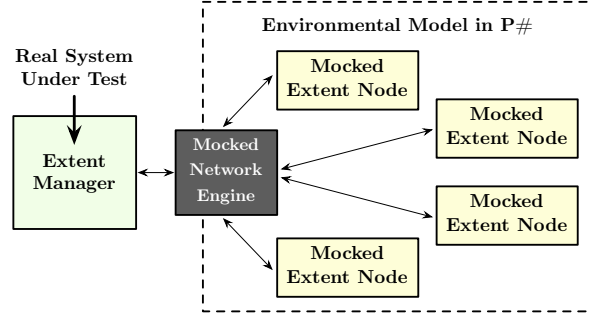 Environmental Model in P#
Real System
Under Test
Mocked
Extent Node
Mocked
Extent Node
Extent
Manager
Mocked
Network
Engine
Mocked
Extent Node
Mocked
Extent Node